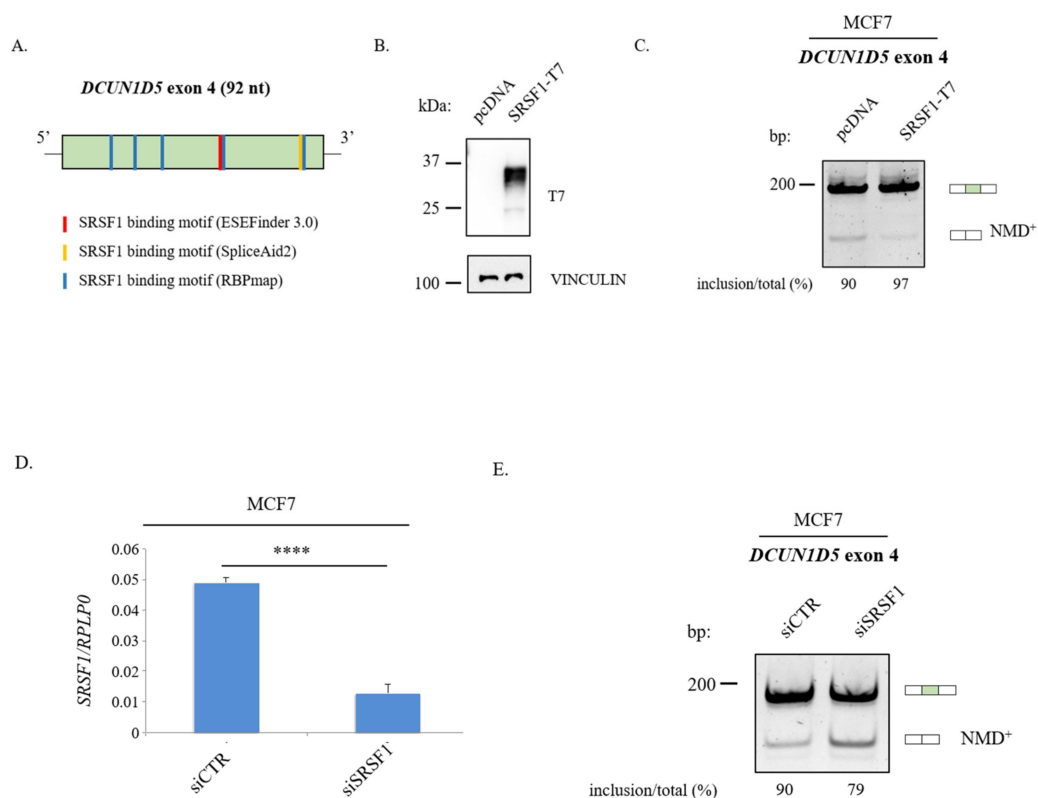 A.
DCUN1D5 exon 4 (92 nt)
5’
3’
SRSF1 binding motif (ESEFinder 3.0)
SRSF1 binding motif (SpliceAid2)
SRSF1 binding motif (RBPmap)
B.
kDa:
pcDNA
SRSF1-T7
37
25
T7
100
VINCULIN
C.
MCF7
DCUN1D5 exon 4
bp:
pcDNA
SRSF1-T7
200
NMD+
inclusion/total (%) 90 97
D.
MCF7
****
SRSF1/RPLP0
0.06
0.05
0.04
0.03
0.02
0.01
0
siCTR
siSRSF1
E.
MCF7
DCUN1D5 exon 4
bp:
siCTR
siSRSF1
200
NMD+
inclusion/total (%) 90 79